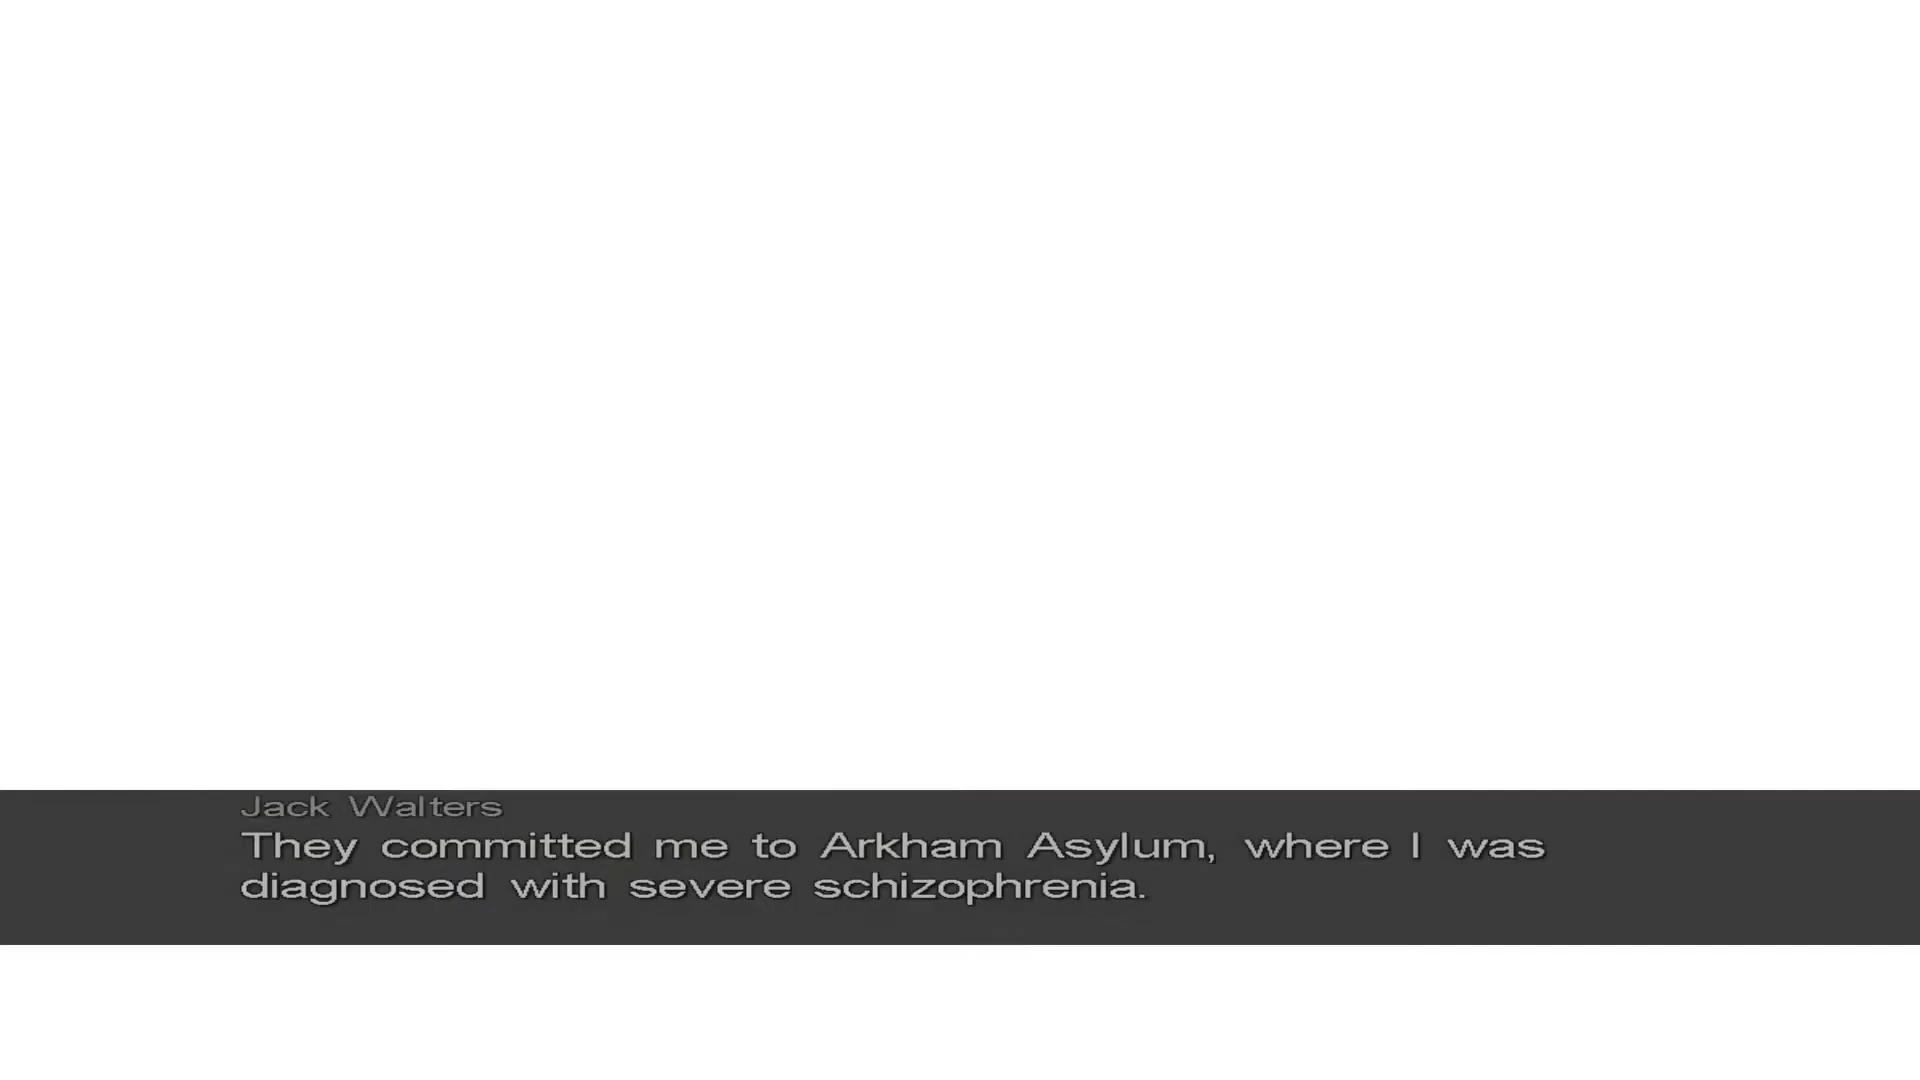 Jack Walters
They committed me to Arkham Asylum, where I was
diagnosed with severe schizophrenia.